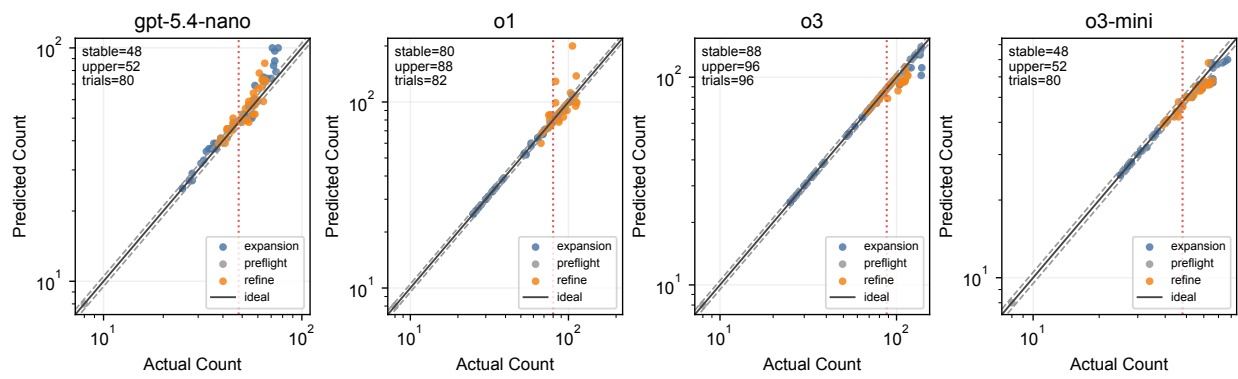 gpt-5.4-nano
stable=48
upper=52
trials=80
10²
10¹
Predicted Count
expansion
preflight
refine
ideal
10¹
10²
Actual Count
o1
stable=80
upper=88
trials=82
10²
10¹
Predicted Count
expansion
preflight
refine
ideal
10¹
10²
Actual Count
o3
stable=88
upper=96
trials=96
10²
10¹
Predicted Count
expansion
preflight
refine
ideal
10¹
10²
Actual Count
o3-mini
stable=48
upper=52
trials=80
10¹
Predicted Count
expansion
preflight
refine
ideal
10¹
Actual Count